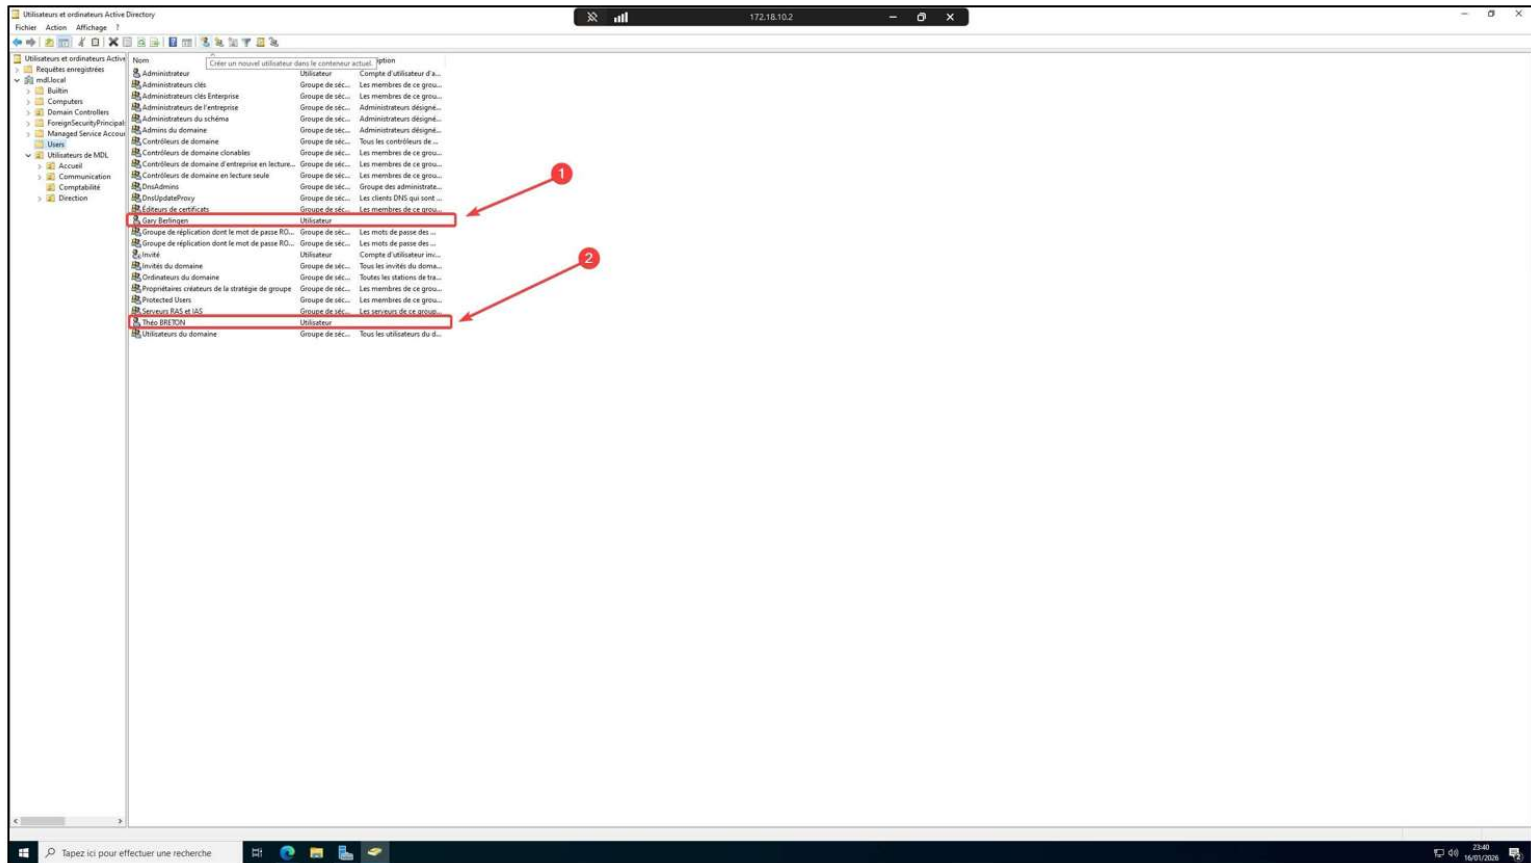 Utilisateurs et ordinateurs Active Directory
172.18.10.2
Fichier Action Affichage ?
Utilisateurs et ordinateurs Active
Requêtes enregistrées
mdl.local
Builtin
Computers
Domain Controllers
ForeignSecurityPrincipals
Managed Service Accour
Users
Utilisateurs de MDL
Accueil
Communication
Comptabilité
Direction
Nom
Créer un nouvel utilisateur dans le conteneur actuel.
iption
Administrateur Utilisateur Compte d'utilisateur d'a...
Administrateurs clés Groupe de séc... Les membres de ce grou...
Administrateurs clés Enterprise Groupe de séc... Les membres de ce grou...
Administrateurs de l'entreprise Groupe de séc... Administrateurs désigné...
Administrateurs du schéma Groupe de séc... Administrateurs désigné...
Admins du domaine Groupe de séc... Administrateurs désigné...
Contrôleurs de domaine Groupe de séc... Tous les contrôleurs de ...
Contrôleurs de domaine clonables Groupe de séc... Les membres de ce grou...
Contrôleurs de domaine d'entreprise en lecture... Groupe de séc... Les membres de ce grou...
Contrôleurs de domaine en lecture seule Groupe de séc... Les membres de ce grou...
DnsAdmins Groupe de séc... Groupe des administrate...
DnsUpdateProxy Groupe de séc... Les clients DNS qui sont ...
Éditeurs de certificats Groupe de séc... Les membres de ce grou...
Gary Berlingen Utilisateur
Groupe de réplication dont le mot de passe RO... Groupe de séc... Les mots de passe des ...
Groupe de réplication dont le mot de passe RO... Groupe de séc... Les mots de passe des ...
Invité Utilisateur Compte d'utilisateur inv...
Invités du domaine Groupe de séc... Tous les invités du doma...
Ordinateurs du domaine Groupe de séc... Toutes les stations de tra...
Propriétaires créateurs de la stratégie de groupe Groupe de séc... Les membres de ce grou...
Protected Users Groupe de séc... Les membres de ce grou...
Serveurs RAS et IAS Groupe de séc... Les serveurs de ce group...
Théo BRETON Utilisateur
Utilisateurs du domaine Groupe de séc... Tous les utilisateurs du d...
1
2
Tapez ici pour effectuer une recherche
23:40
16/01/2026